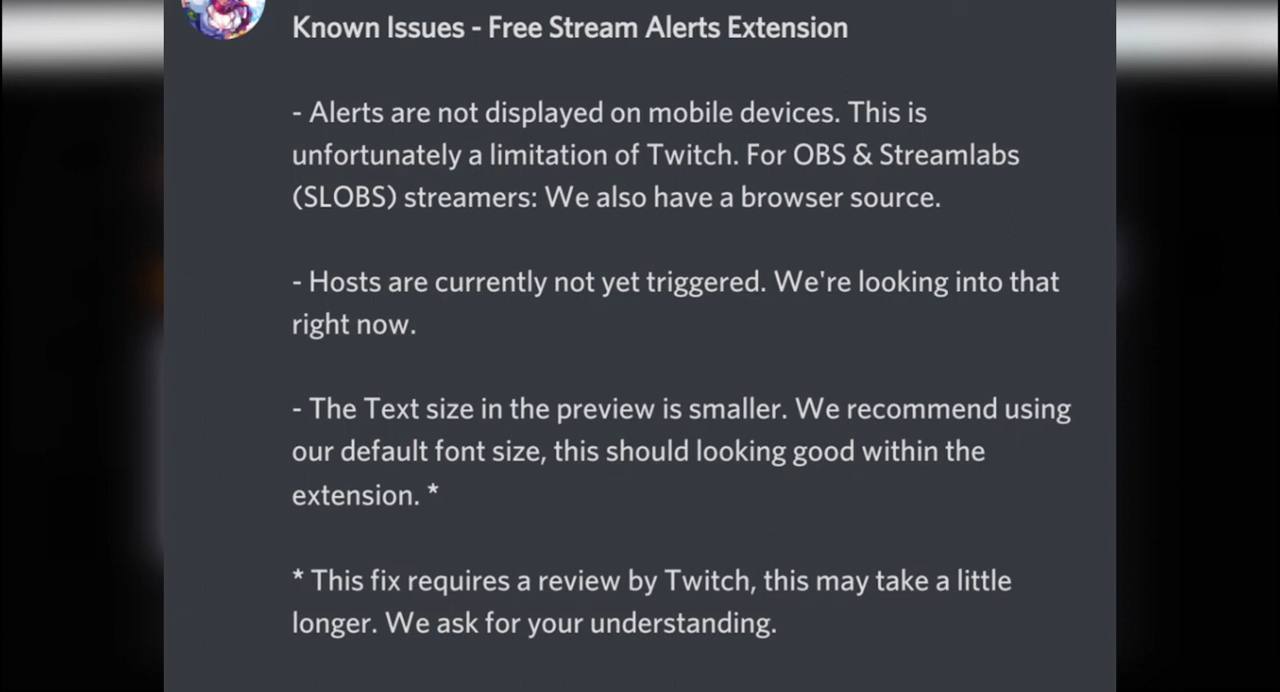 Known Issues - Free Stream Alerts Extension
- Alerts are not displayed on mobile devices. This is
unfortunately a limitation of Twitch. For OBS & Streamlabs
(SLOBS) streamers: We also have a browser source.
- Hosts are currently not yet triggered. We're looking into that
right now.
- The Text size in the preview is smaller. We recommend using
our default font size, this should looking good within the
extension. *
* This fix requires a review by Twitch, this may take a little
longer. We ask for your understanding.